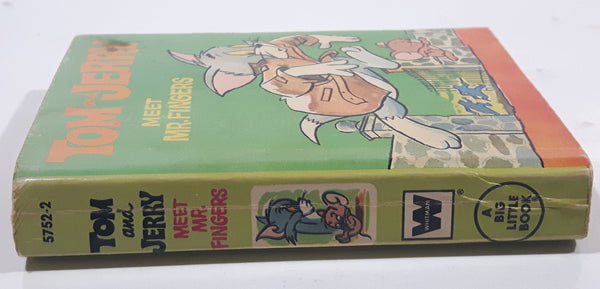 TOM and JERRY
MEET
MR. FINGERS
5752-2
TOM
and
JERRY
MEET
MR.
FINGERS
W
WHITMAN
®
A
BIG
LITTLE
BOOK